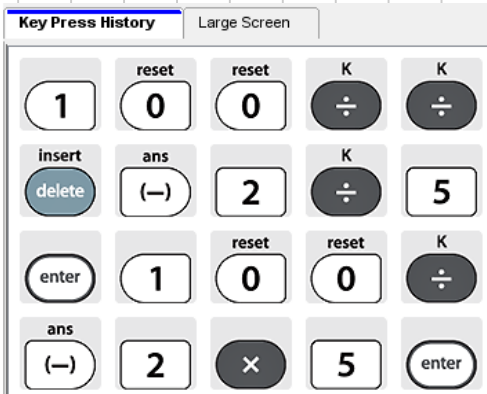 Key Press History Large Screen
reset reset K K
1 0 0 ÷ ÷
insert ans K
delete (—) 2 ÷ 5
reset reset K
enter 1 0 0 ÷
ans
(—) 2 × 5 enter